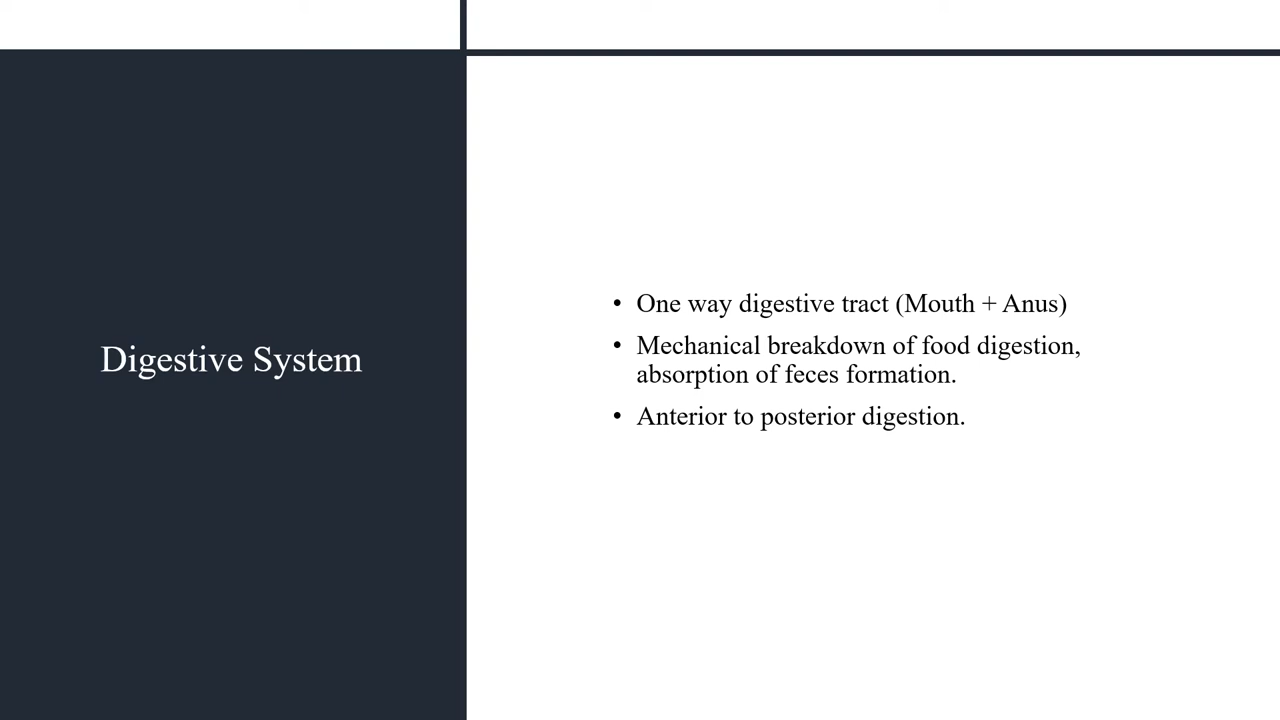 Digestive System
• One way digestive tract (Mouth + Anus)
• Mechanical breakdown of food digestion,
absorption of feces formation.
• Anterior to posterior digestion.